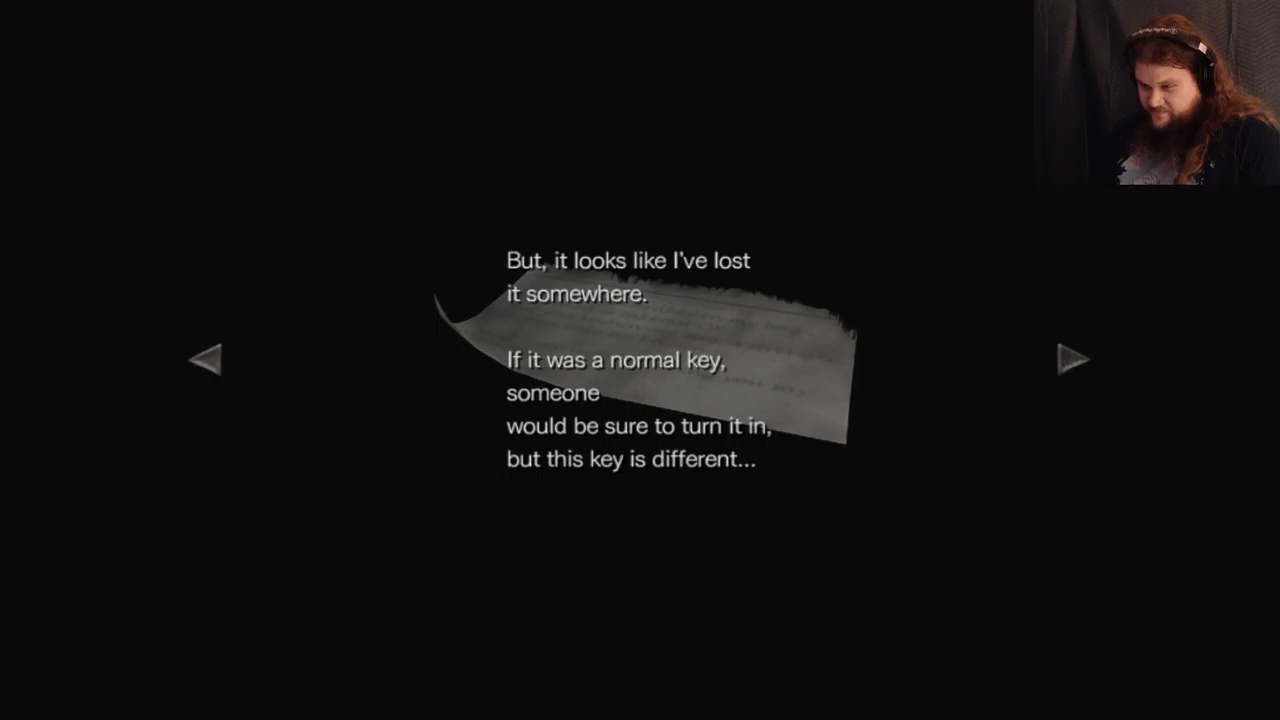 But, it looks like I've lost
it somewhere.
If it was a normal key,
someone
would be sure to turn it in,
but this key is different...